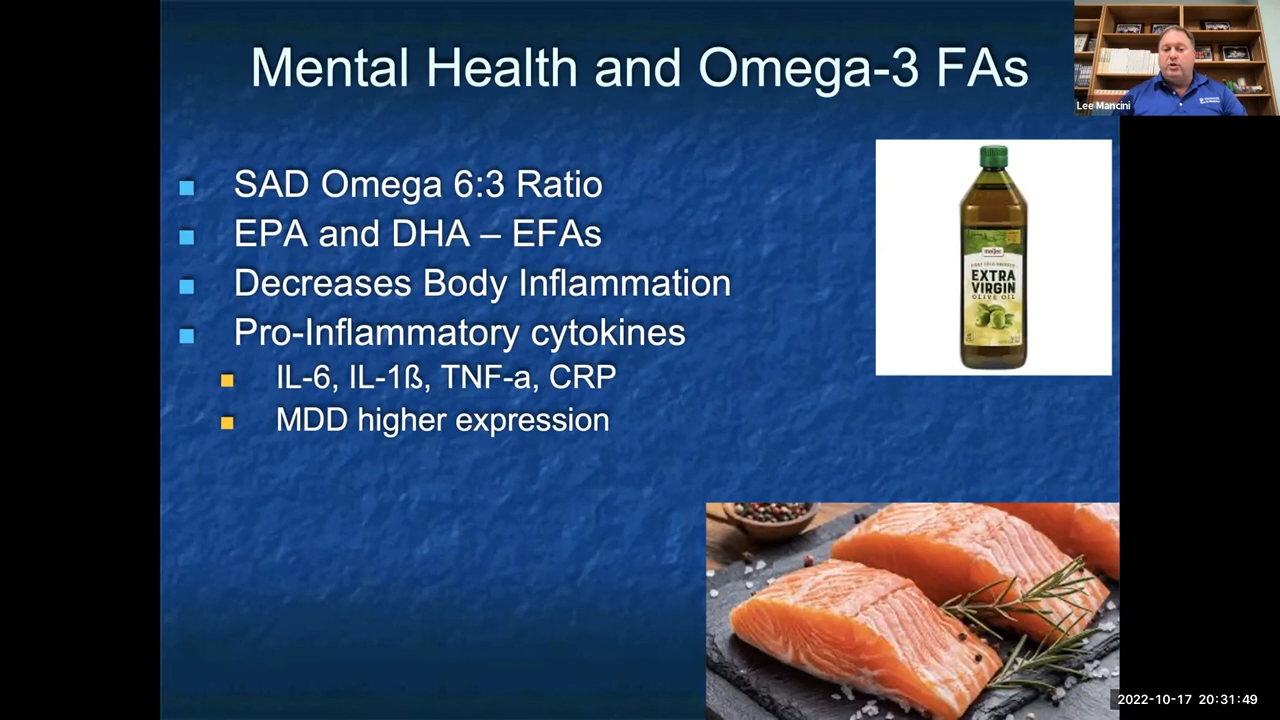 Mental Health and Omega-3 FAs
Lee Mancini
SAD Omega 6:3 Ratio
EPA and DHA – EFAs
Decreases Body Inflammation
Pro-Inflammatory cytokines
IL-6, IL-1ß, TNF-a, CRP
MDD higher expression
meijer
EXTRA
VIRGIN
OLIVE OIL
2022-10-17 20:31:49